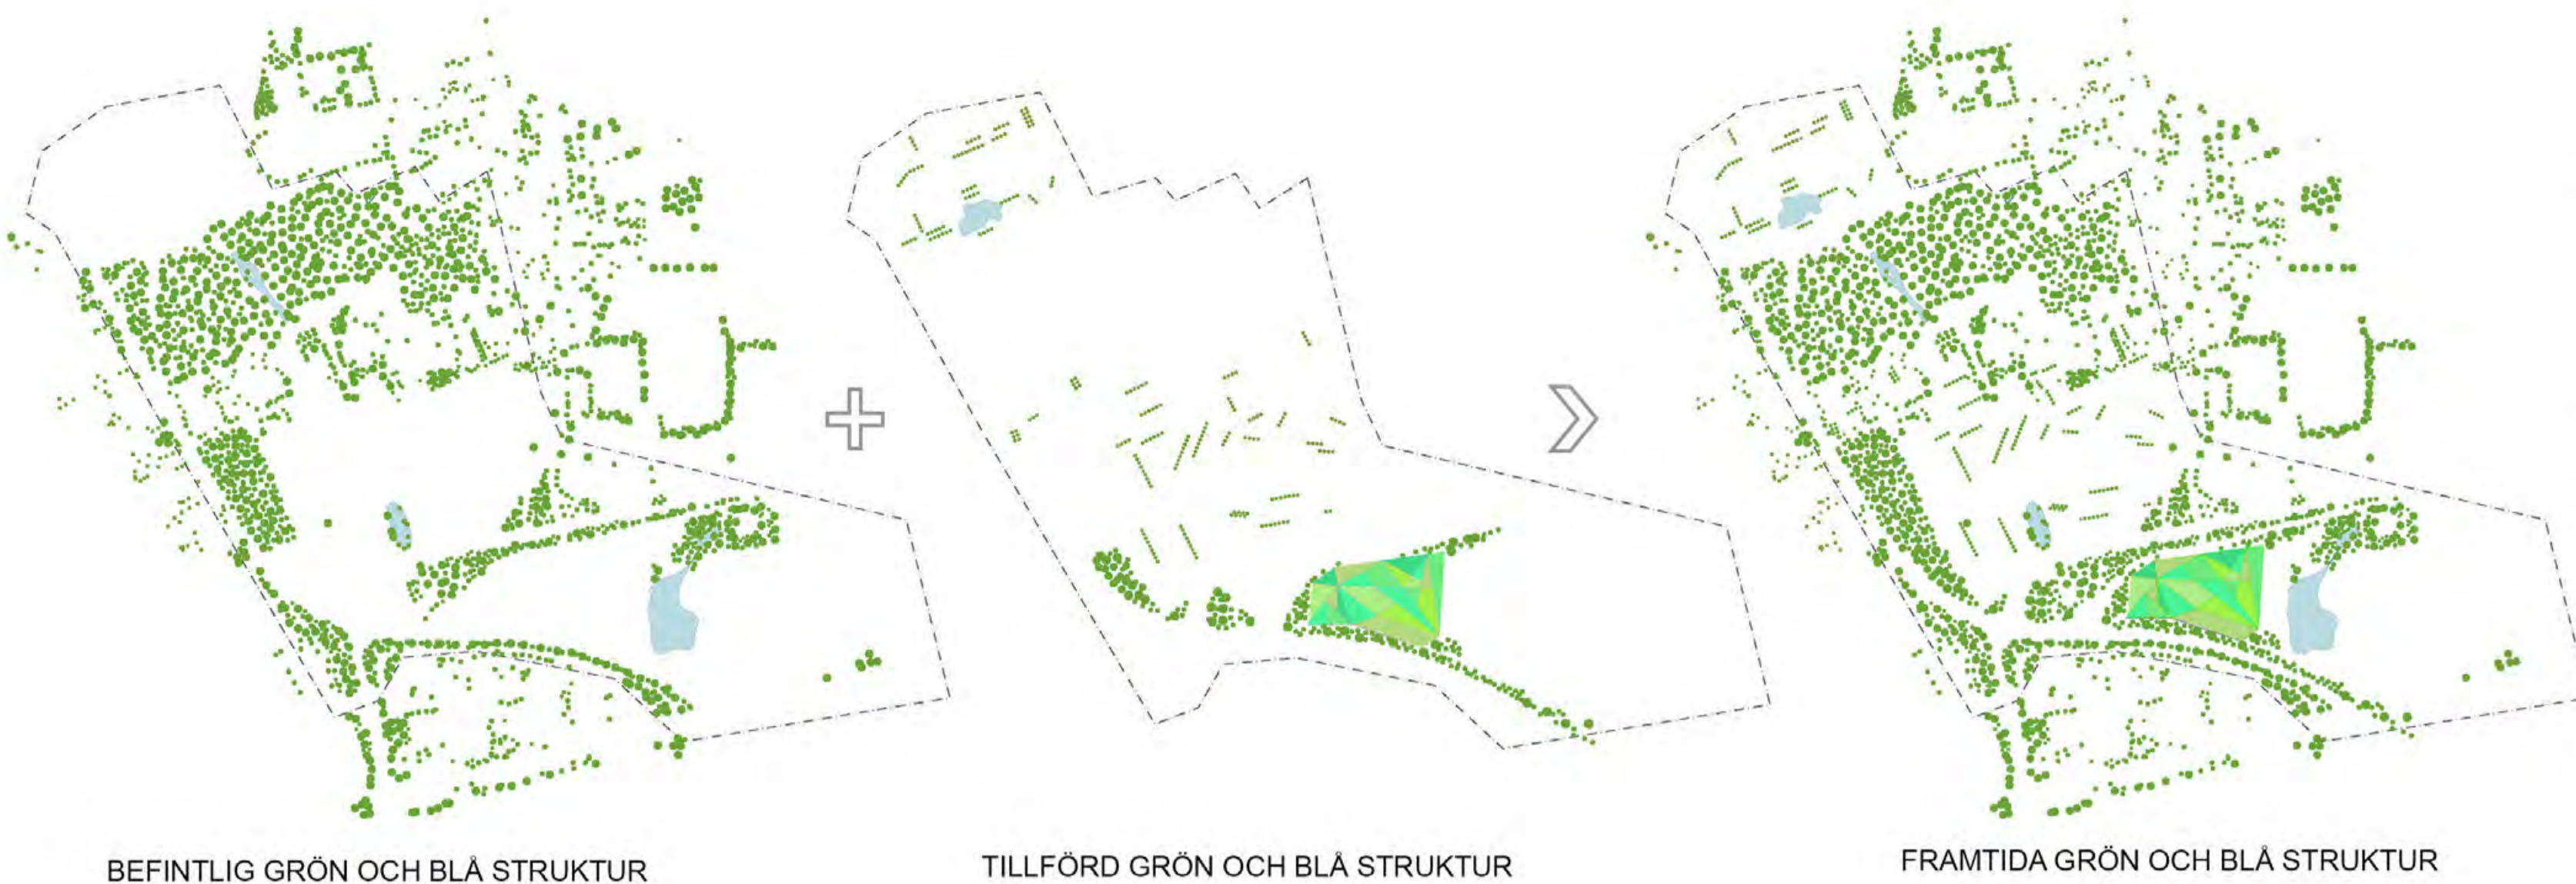 BEFINTLIG GRÖN OCH BLÅ STRUKTUR
TILLFÖRD GRÖN OCH BLÅ STRUKTUR
FRAMTIDA GRÖN OCH BLÅ STRUKTUR